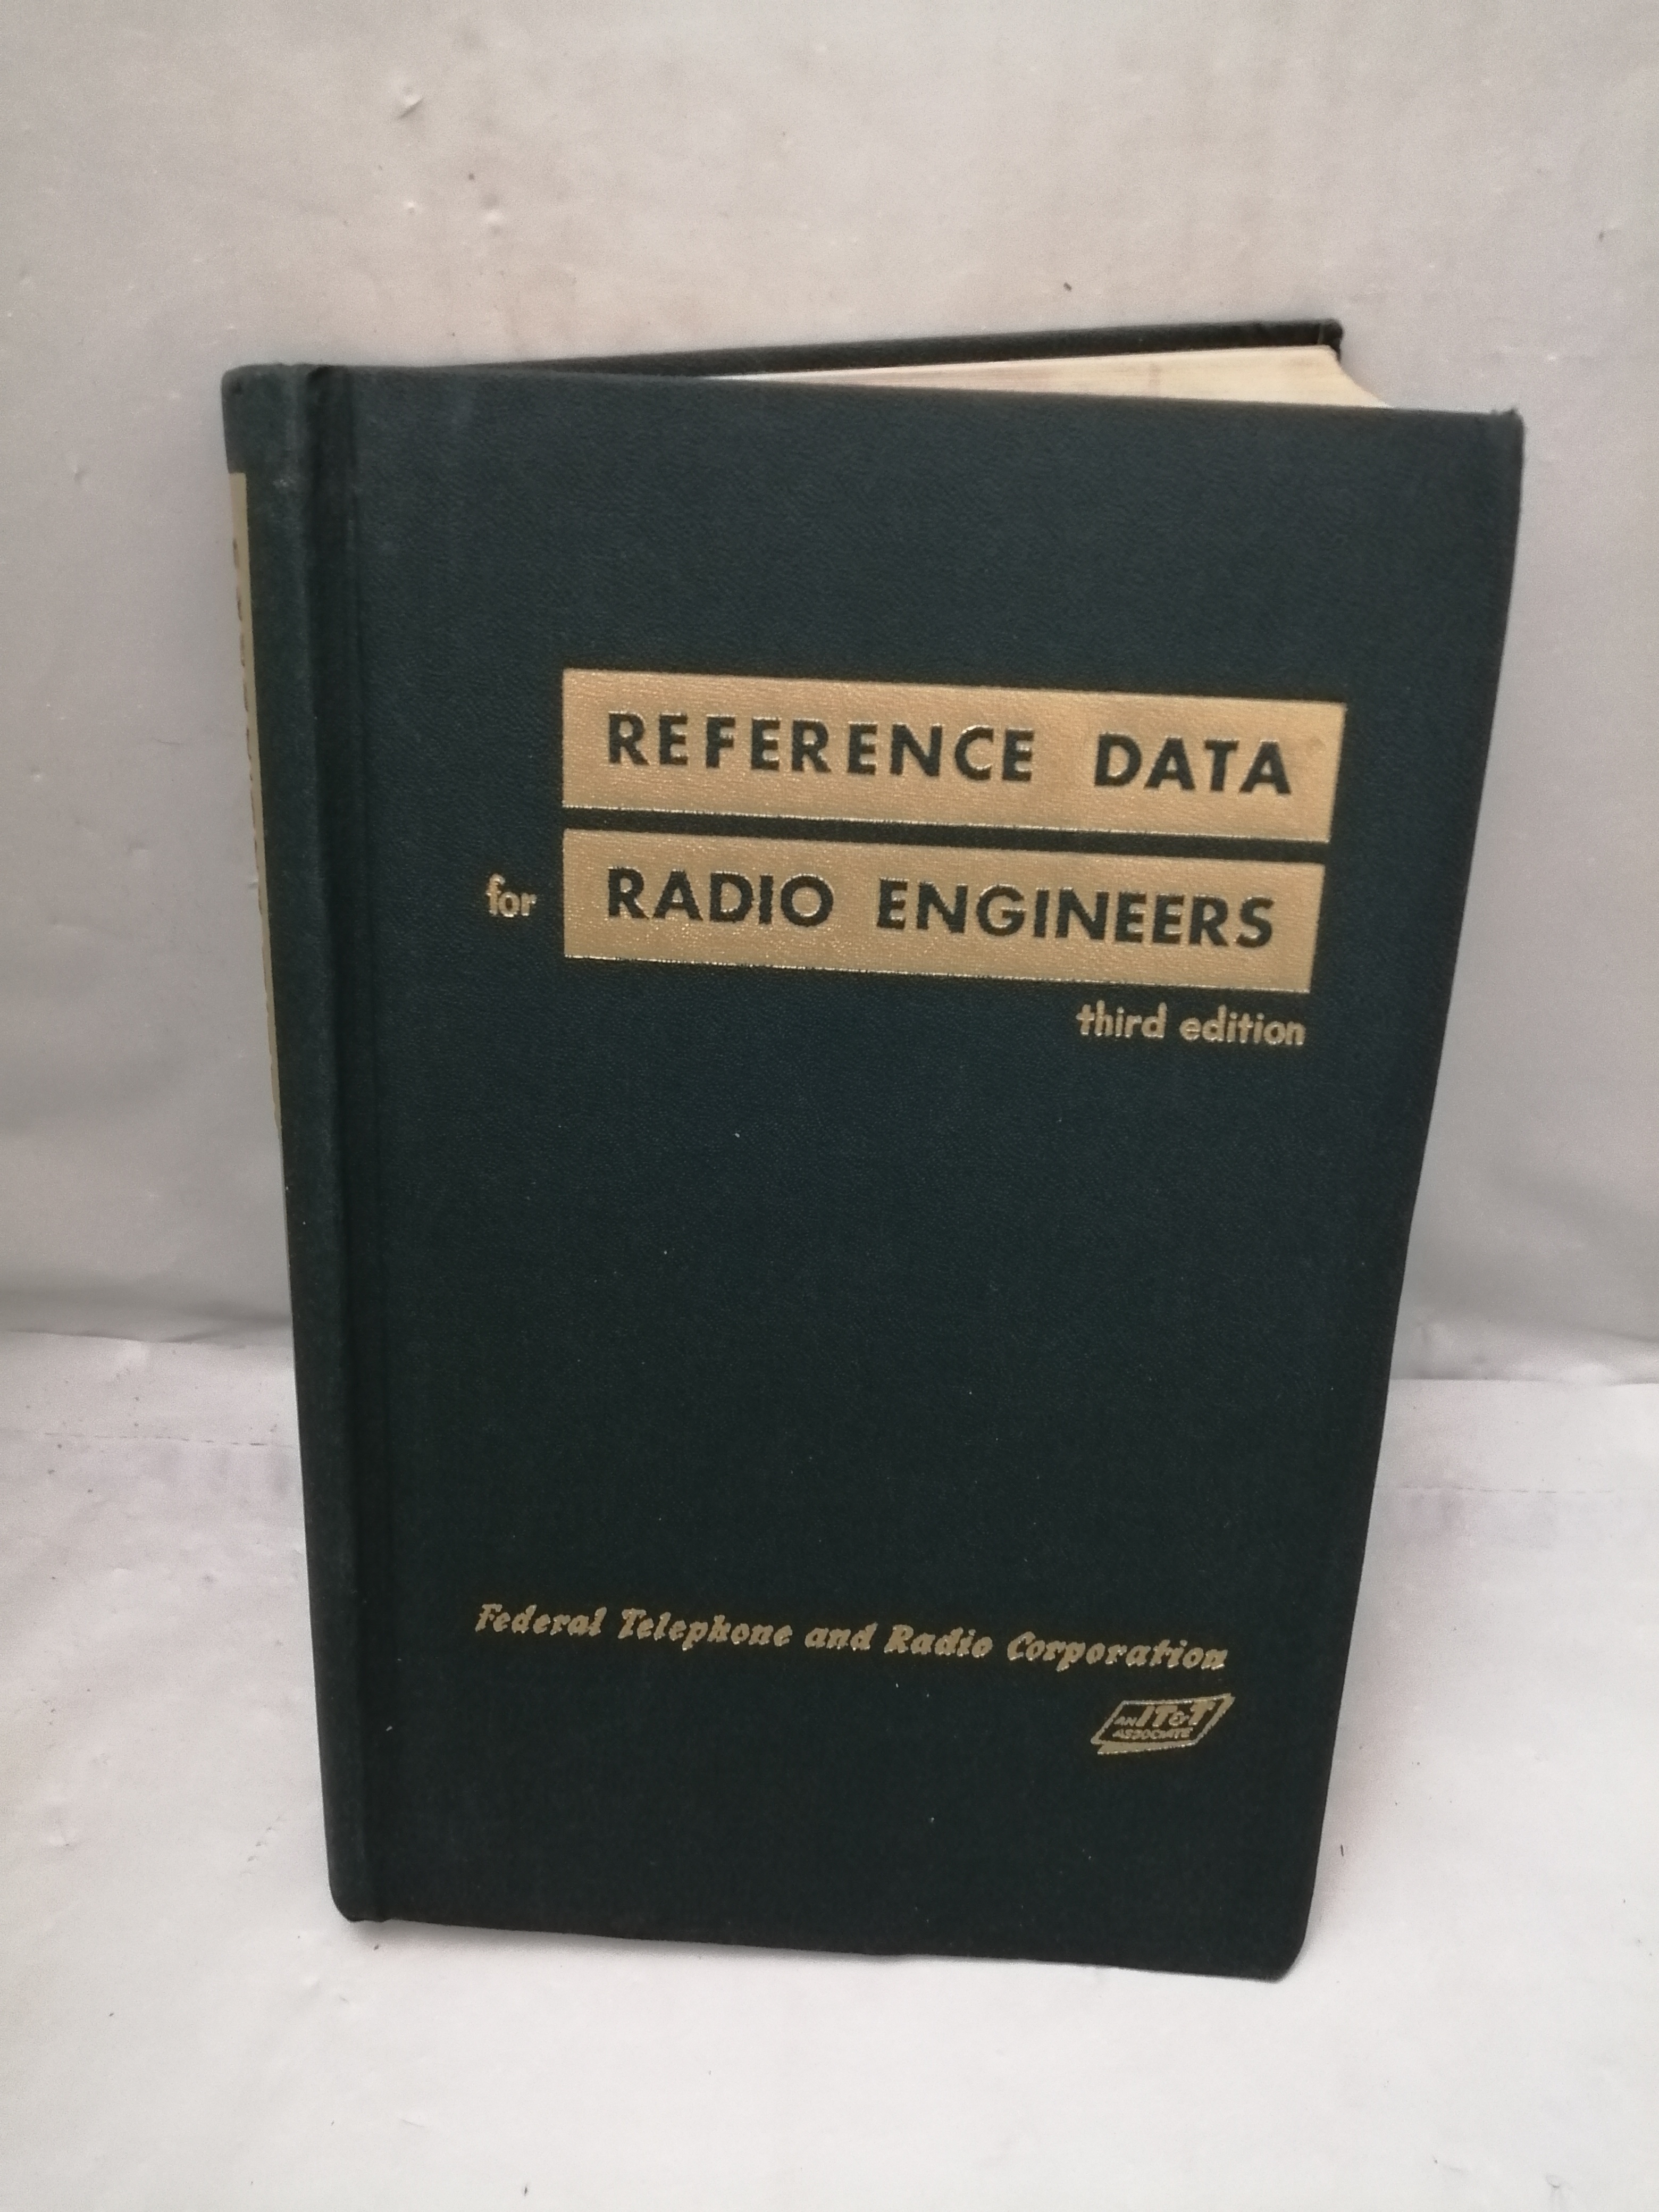 REFERENCE DATA
for RADIO ENGINEERS
third edition
Federal Telephone and Radio Corporation
AN IT&T
ASSOCIATE